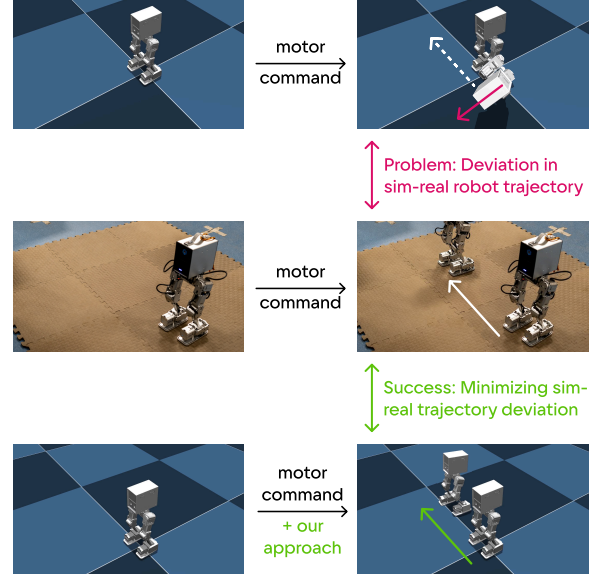 motor
command
Problem: Deviation in
sim-real robot trajectory
motor
command
Success: Minimizing sim-
real trajectory deviation
motor
command
+ our
approach